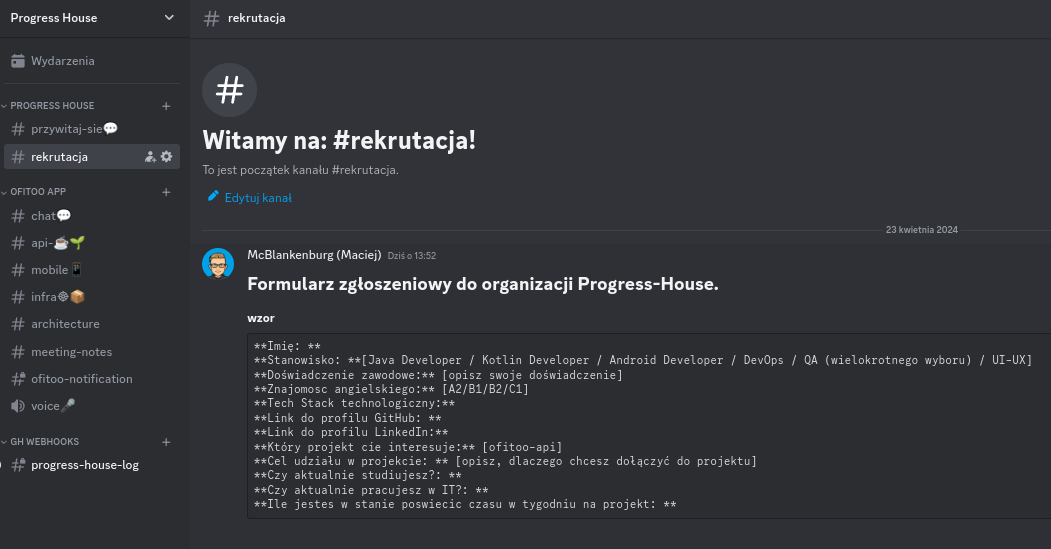 Progress House
Wydarzenia
PROGRESS HOUSE
przywitaj-sie💬
rekrutacja
OFITOO APP
chat💬
api-☕🌱
mobile📱
infra☸📦
architecture
meeting-notes
ofitoo-notification
voice🎤
GH WEBHOOKS
progress-house-log
rekrutacja
Witamy na: #rekrutacja!
To jest początek kanału #rekrutacja.
Edytuj kanał
23 kwietnia 2024
McBlankenburg (Maciej) Dziś o 13:52
Formularz zgłoszeniowy do organizacji Progress-House.
wzor
**Imię: **
**Stanowisko: **[Java Developer / Kotlin Developer / Android Developer / DevOps / QA (wielokrotnego wyboru) / UI-UX]
**Doświadczenie zawodowe:** [opisz swoje doświadczenie]
**Znajomosc angielskiego:** [A2/B1/B2/C1]
**Tech Stack technologiczny:**
**Link do profilu GitHub: **
**Link do profilu LinkedIn:**
**Który projekt cie interesuje:** [ofitoo-api]
**Cel udziału w projekcie: ** [opisz, dlaczego chcesz dołączyć do projektu]
**Czy aktualnie studiujesz?: **
**Czy aktualnie pracujesz w IT?: **
**Ile jestes w stanie poswiecic czasu w tygodniu na projekt: **